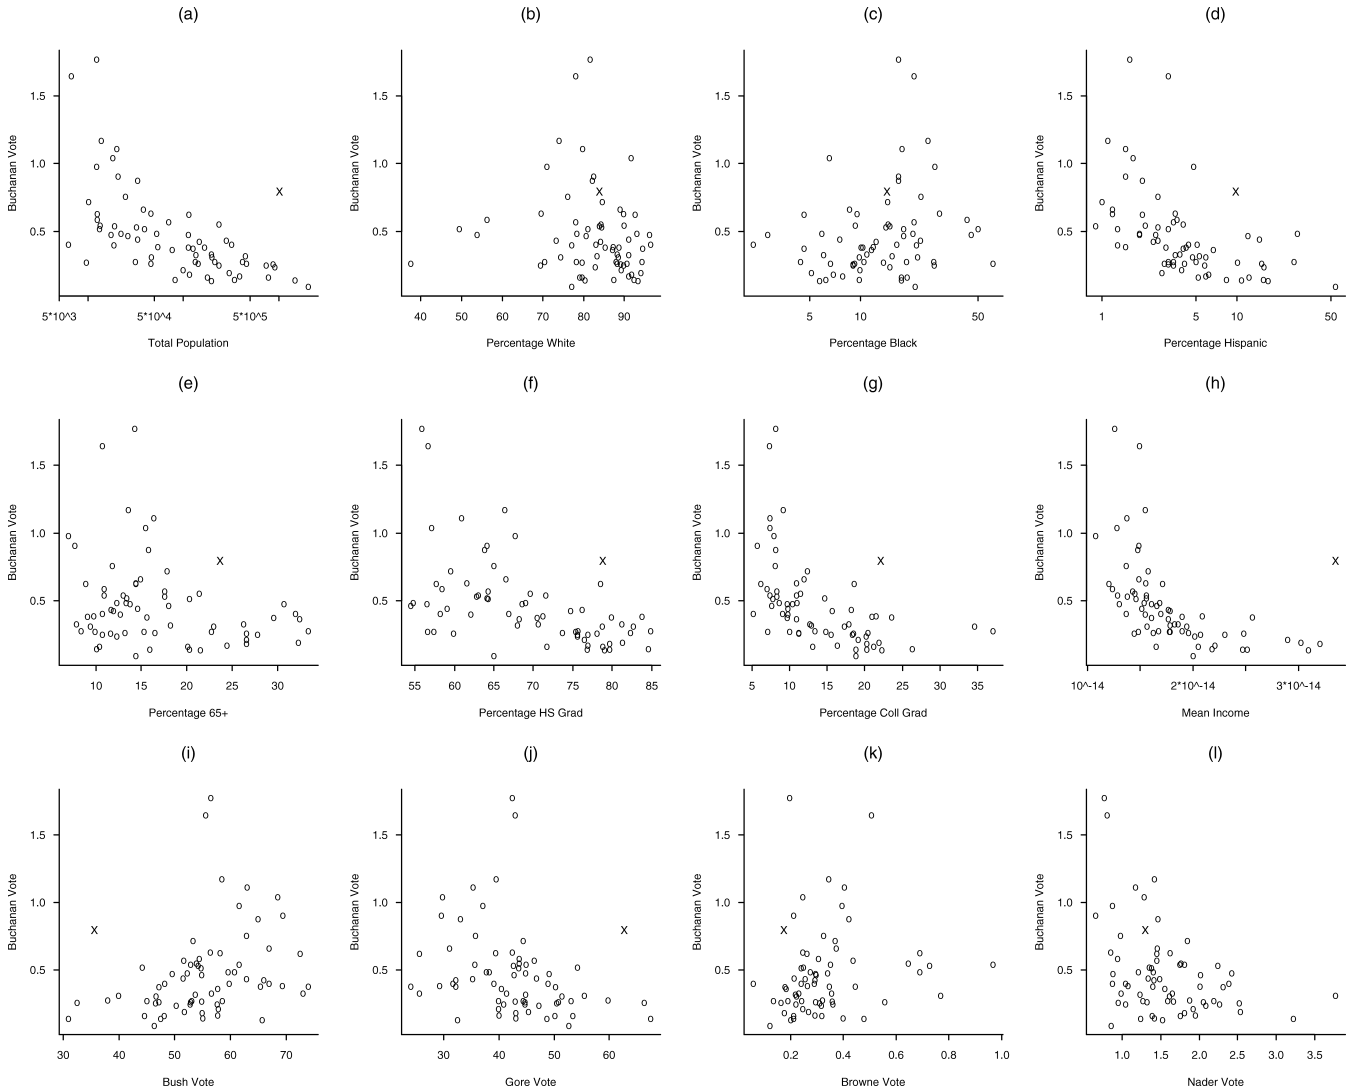 (a)
(b)
(c)
(d)
Buchanan Vote
0.5 1.0 1.5
5*10^3 5*10^4 5*10^5
Total Population
Buchanan Vote
0.5 1.0 1.5
40 50 60 70 80 90
Percentage White
Buchanan Vote
0.5 1.0 1.5
5 10 50
Percentage Black
Buchanan Vote
0.5 1.0 1.5
1 5 10 50
Percentage Hispanic
X
X
X
X
(e)
(f)
(g)
(h)
Buchanan Vote
0.5 1.0 1.5
10 15 20 25 30
Percentage 65+
Buchanan Vote
0.5 1.0 1.5
55 60 65 70 75 80 85
Percentage HS Grad
Buchanan Vote
0.5 1.0 1.5
5 10 15 20 25 30 35
Percentage Coll Grad
Buchanan Vote
0.5 1.0 1.5
10^-14 2*10^-14 3*10^-14
Mean Income
X
X
X
X
(i)
(j)
(k)
(l)
Buchanan Vote
0.5 1.0 1.5
30 40 50 60 70
Bush Vote
Buchanan Vote
0.5 1.0 1.5
30 40 50 60
Gore Vote
Buchanan Vote
0.5 1.0 1.5
0.2 0.4 0.6 0.8 1.0
Browne Vote
Buchanan Vote
0.5 1.0 1.5
1.0 1.5 2.0 2.5 3.0 3.5
Nader Vote
X
X
X
X